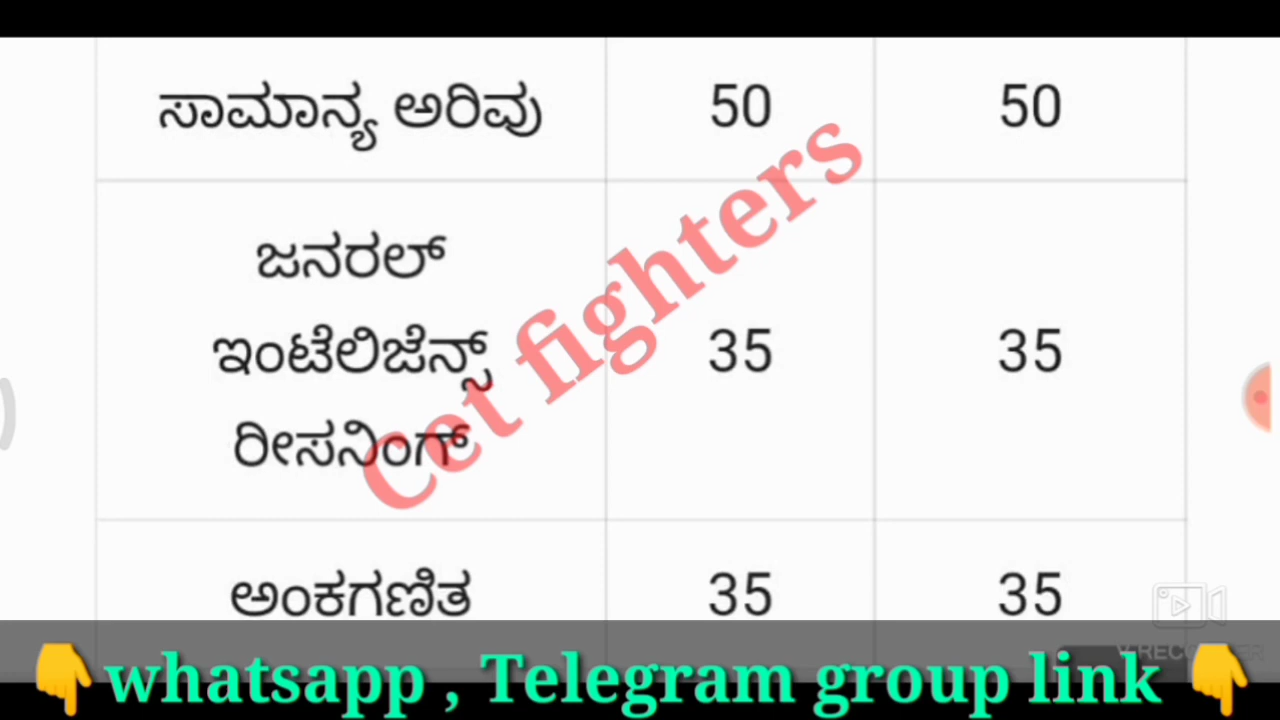 ಸಾಮಾನ್ಯ ಅರಿವು 50 50
ಜನರಲ್
ಇಂಟೆಲಿಜೆನ್ಸ್ 35 35
ರೀಸನಿಂಗ್
Cet fighters
ಅಂಕಗಣಿತ 35 35
👇whatsapp , Telegram group link 👇